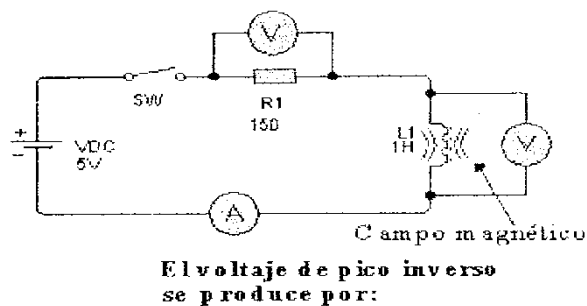 V
SW
R1
150
+
-
VDC
5V
L1
1H
V
A
Campo magnético
El voltaje de pico inverso
se produce por: